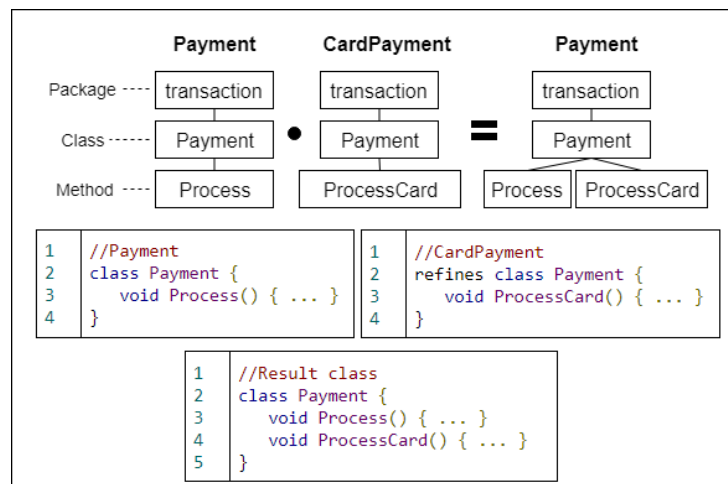 Payment CardPayment Payment
Package transaction transaction transaction
Class Payment • Payment = Payment
Method Process ProcessCard Process ProcessCard
1 //Payment
2 class Payment {
3 void Process() { ... }
4 }
1 //CardPayment
2 refines class Payment {
3 void ProcessCard() { ... }
4 }
1 //Result class
2 class Payment {
3 void Process() { ... }
4 void ProcessCard() { ... }
5 }